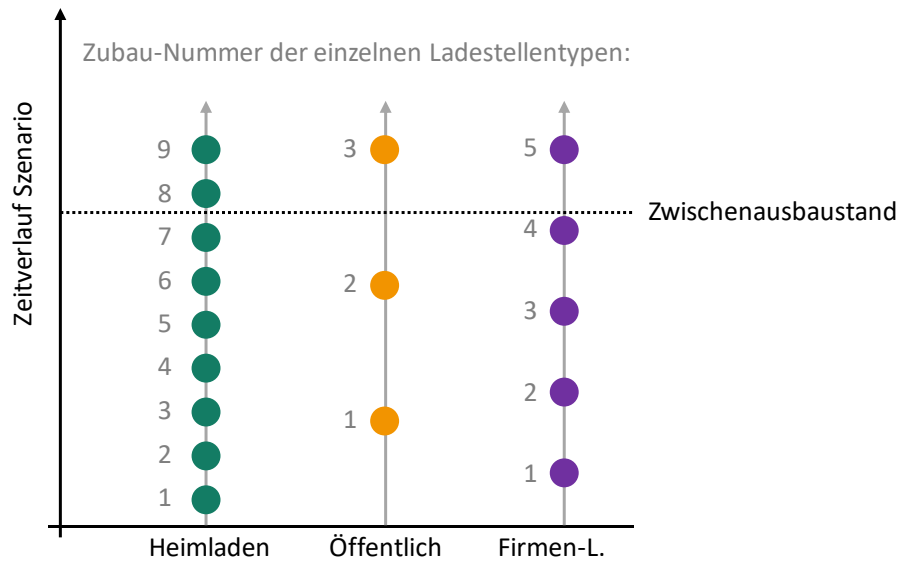 Zubau-Nummer der einzelnen Ladestellentypen:
Zeitverlauf Szenario
9
8
7
6
5
4
3
2
1
3
2
1
5
4
3
2
1
Zwischenausbaustand
Heimladen
Öffentlich
Firmen-L.